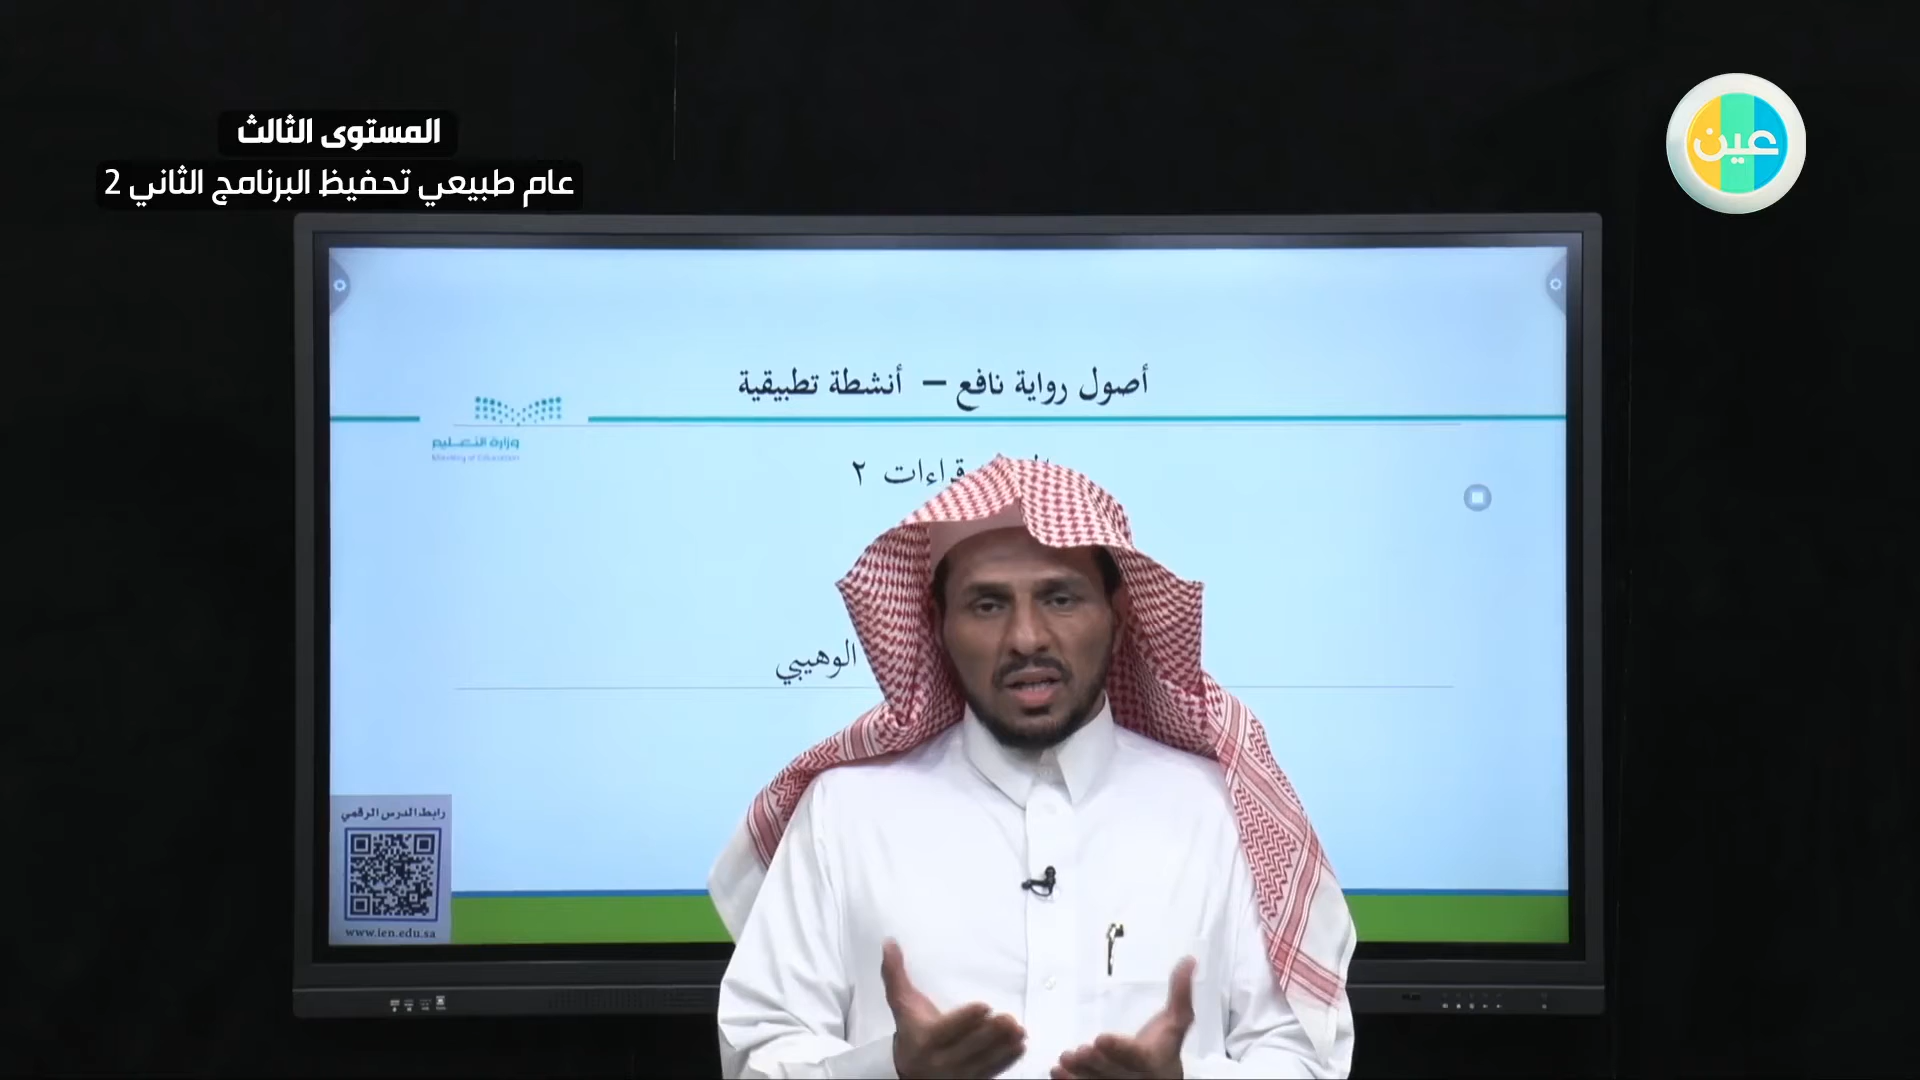 المستوى الثالث
عام طبيعي تحفيظ البرنامج الثاني 2
عين
أصول رواية نافع – أنشطة تطبيقية
وزارة التعليم
Ministry of Education
قراءات ٢
الوهيبي
رابط الدرس الرقمي
www.ien.edu.sa